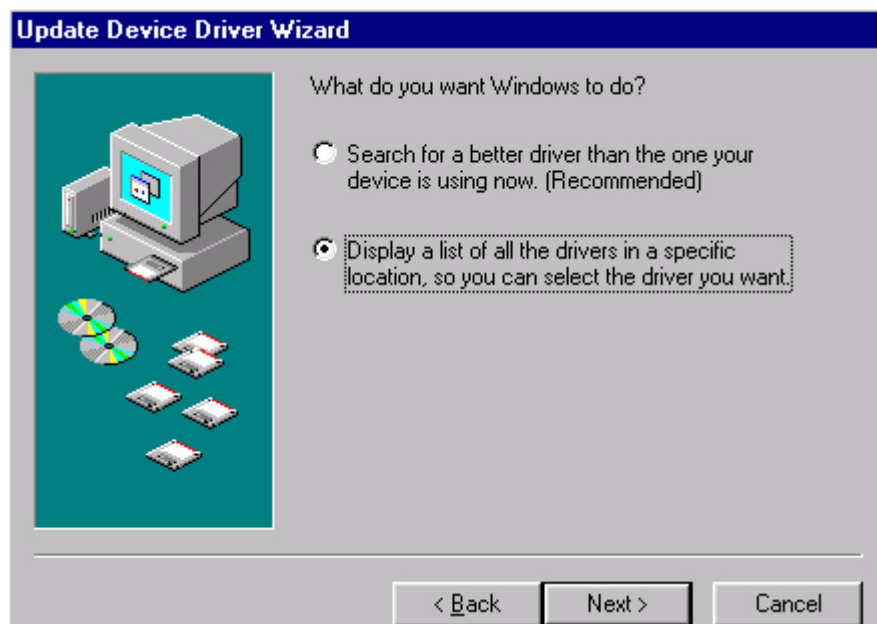 Update Device Driver Wizard
What do you want Windows to do?
Search for a better driver than the one your
device is using now. (Recommended)
Display a list of all the drivers in a specific
location, so you can select the driver you want.
< Back
Next >
Cancel